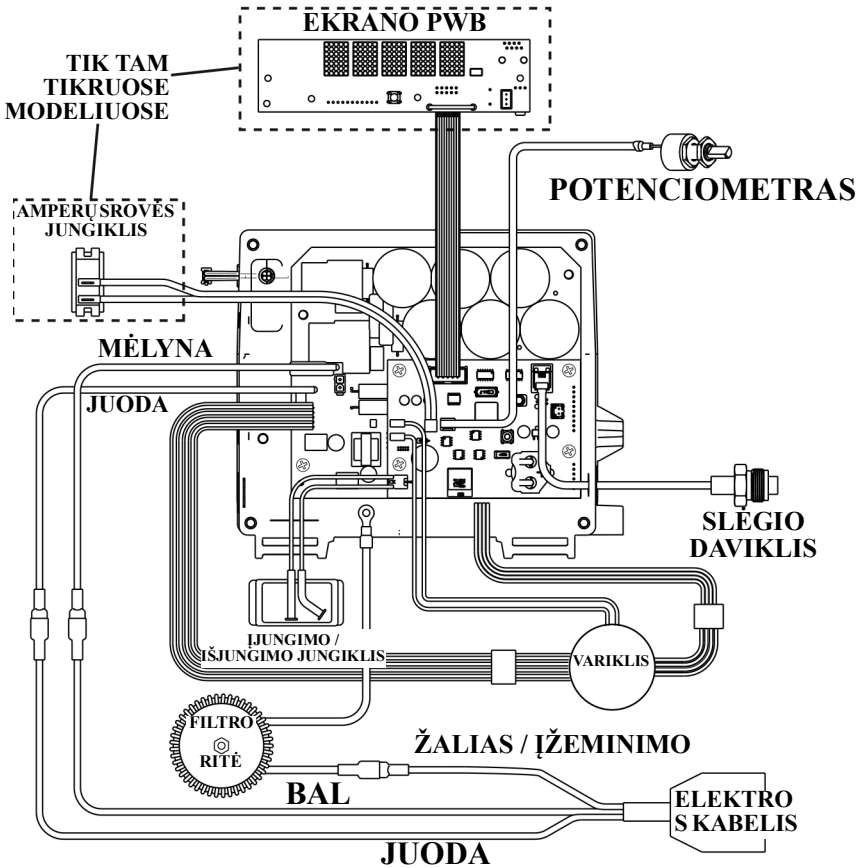 EKRANO PWB
TIK TAM
TIKRUOSE
MODELIUOSE
POTENCIOMETRAS
AMPERŲ SROVĖS
JUNGIKLIS
MĖLYNA
JUODA
SLĖGIO
DAVIKLIS
ĮJUNGIMO /
IŠJUNGIMO JUNGIKLIS
VARIKLIS
FILTRO
RITĖ
ŽALIAS / ĮŽEMINIMO
BAL
ELEKTRO
S KABELIS
JUODA